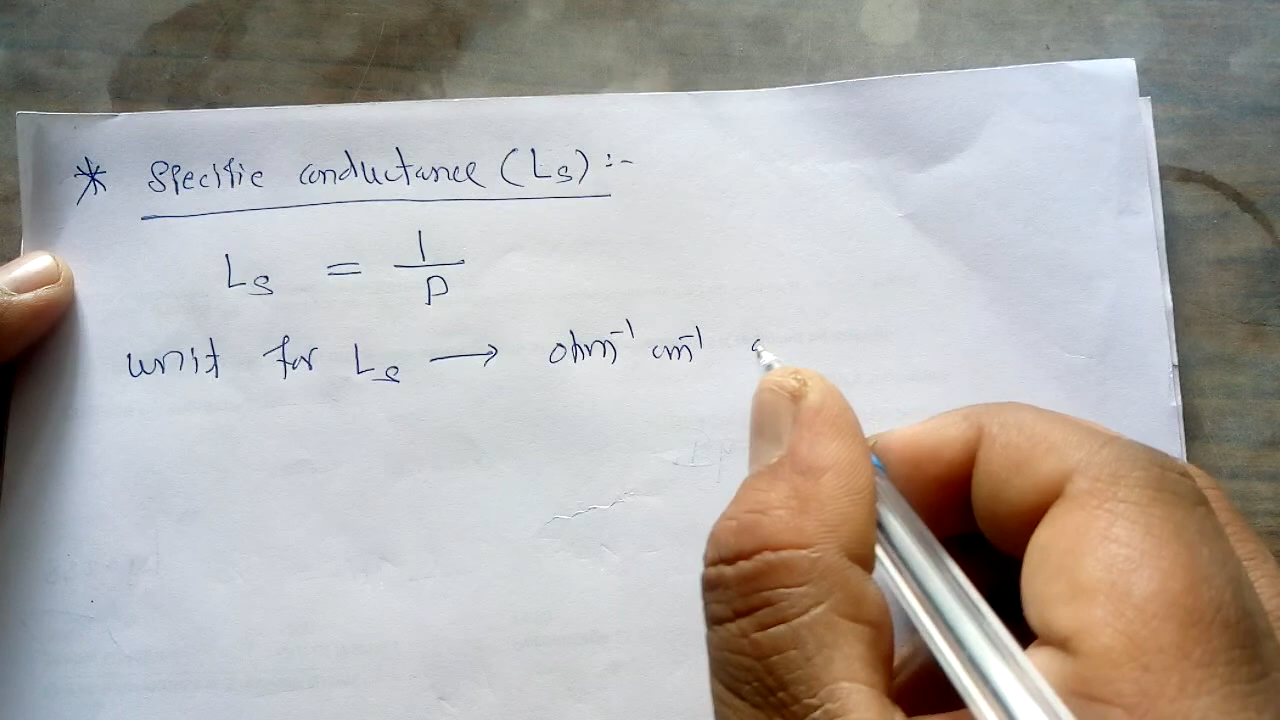 * Specific conductance (Ls) :-
Ls = 1/ρ
unit for Ls → ohm⁻¹ cm⁻¹